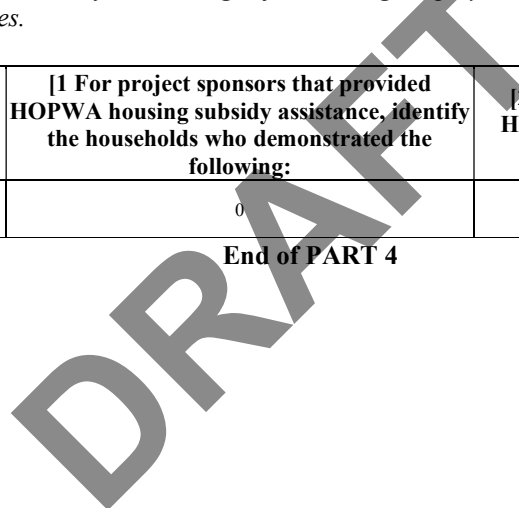 es.
[1 For project sponsors that provided
HOPWA housing subsidy assistance, identify
the households who demonstrated the
following:
0
End of PART 4
DRAFT